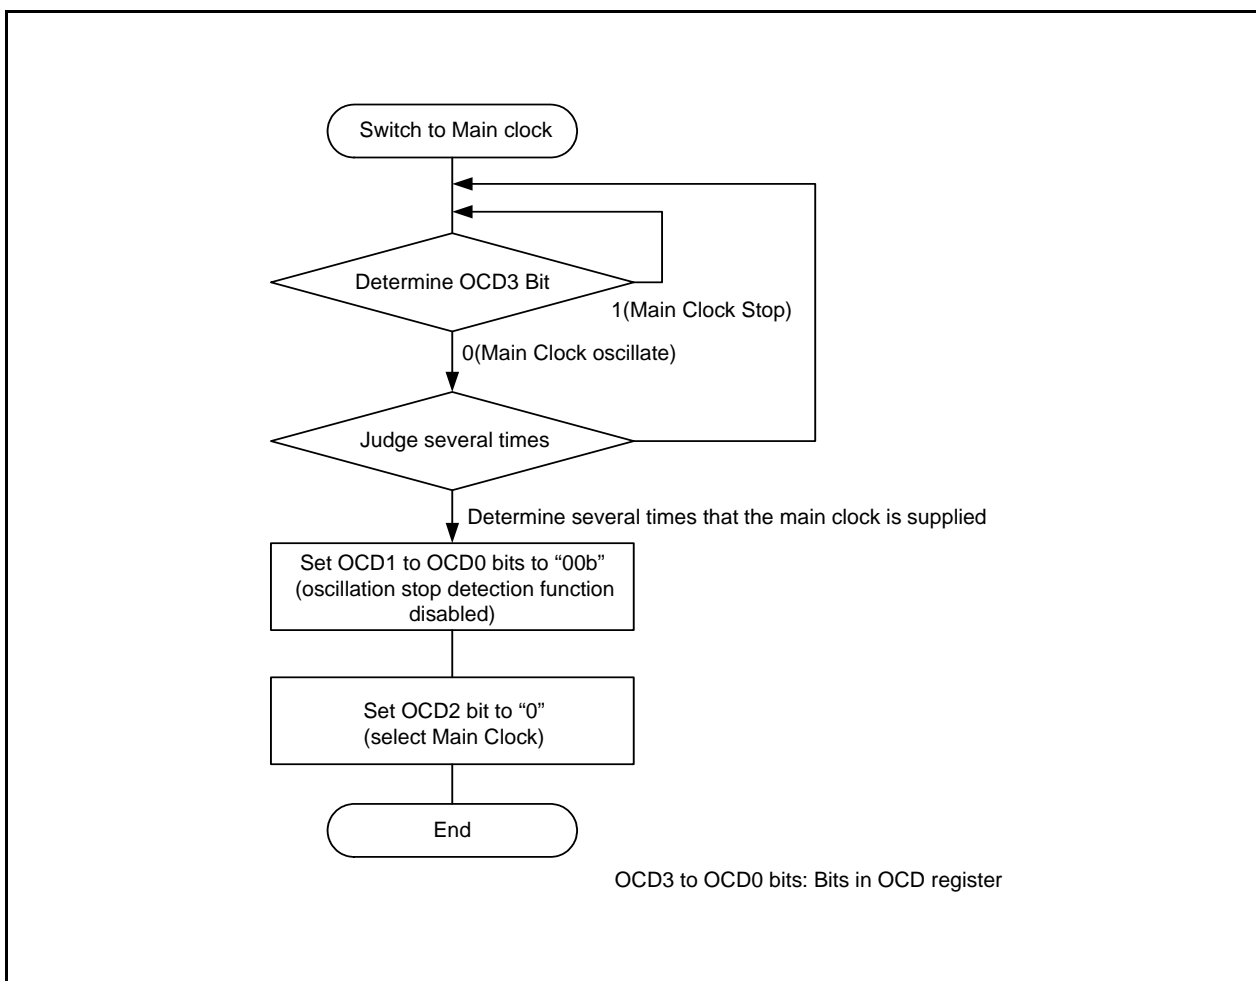 Switch to Main clock
Determine OCD3 Bit
1(Main Clock Stop)
0(Main Clock oscillate)
Judge several times
Determine several times that the main clock is supplied
Set OCD1 to OCD0 bits to “00b”
(oscillation stop detection function
disabled)
Set OCD2 bit to “0”
(select Main Clock)
End
OCD3 to OCD0 bits: Bits in OCD register